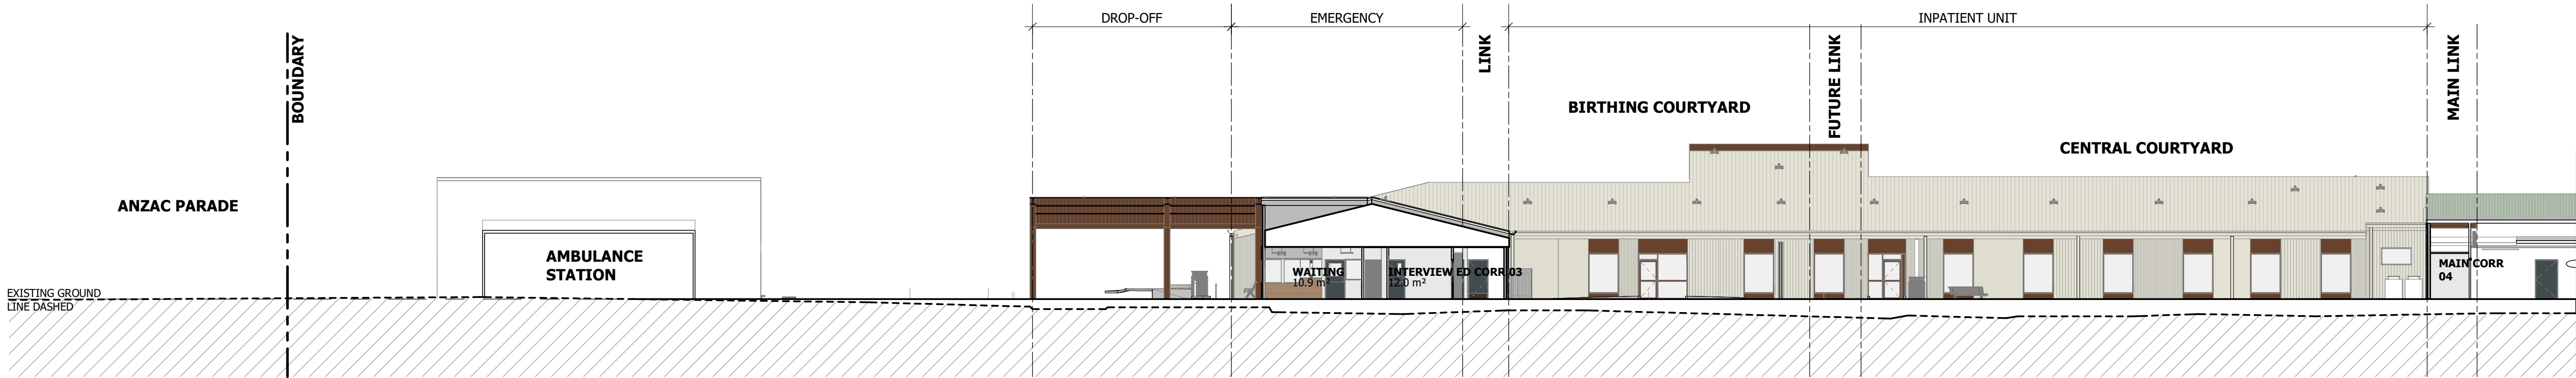 DROP-OFF
EMERGENCY
INPATIENT UNIT
BOUNDARY
LINK
FUTURE LINK
MAIN LINK
BIRTHING COURTYARD
CENTRAL COURTYARD
ANZAC PARADE
AMBULANCE
STATION
WAITING
10.9 m²
INTERVIEW
12.0 m²
ED CORR 03
MAIN CORR
04
EXISTING GROUND
LINE DASHED